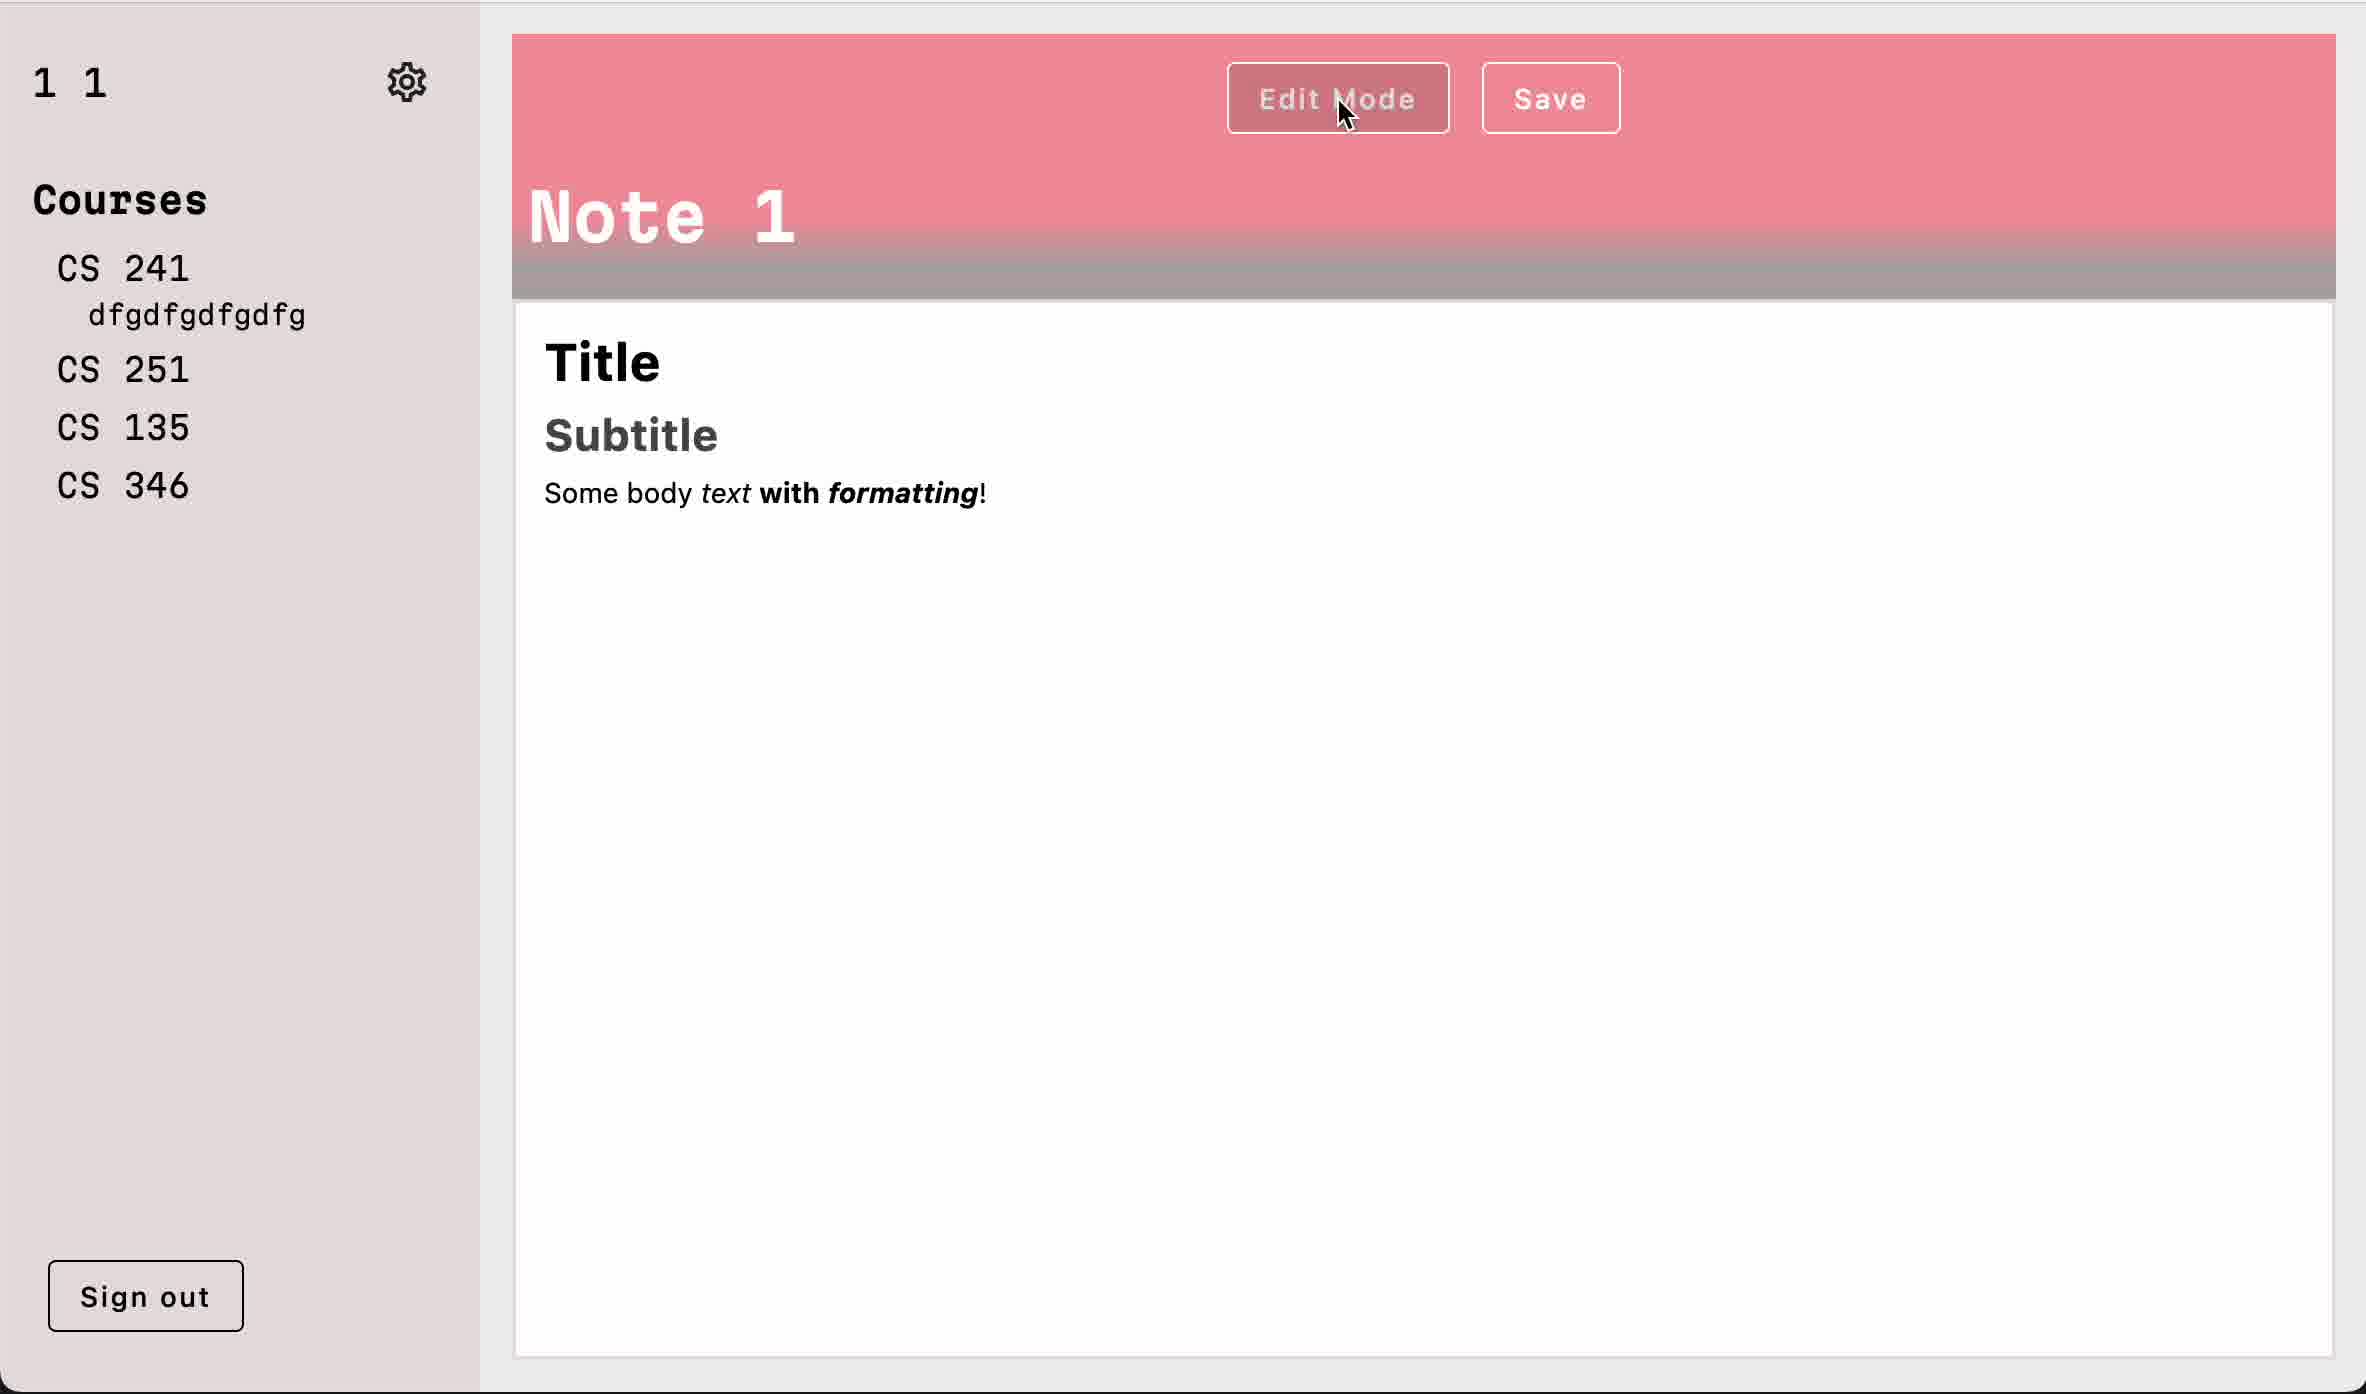 1 1
Courses
CS 241
dfgdfgdfgdfg
CS 251
CS 135
CS 346
Sign out
Edit Mode
Save
Note 1
Title
Subtitle
Some body text with formatting!